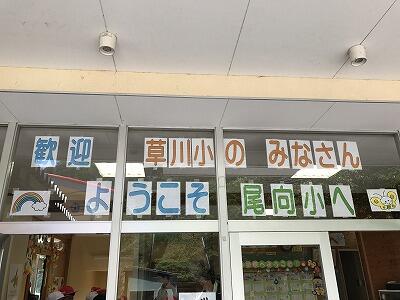 歓迎 草川小の みなさん
ようこそ 尾向小へ